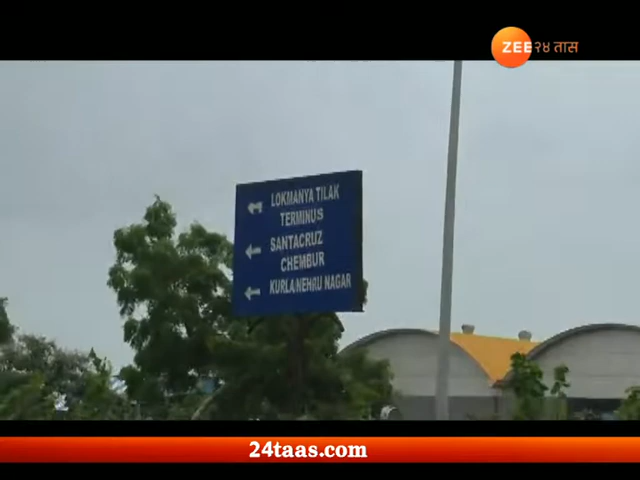 ZEE २४ तास
LOKMANYA TILAK
TERMINUS
SANTACRUZ
CHEMBUR
KURLA/NEHRU NAGAR
24taas.com